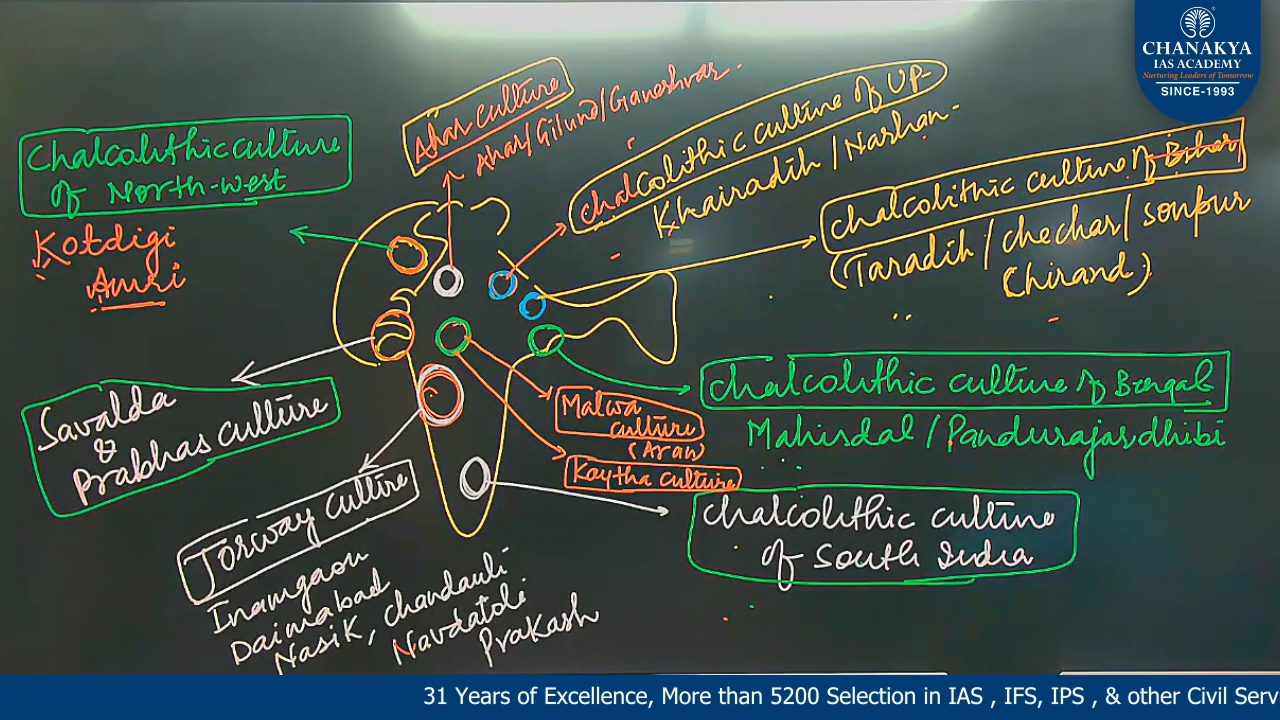 CHANAKYA
IAS ACADEMY
Nurturing Leaders of Tomorrow
SINCE-1993
Ahar culture
Ahar/Gilund/Ganeshvar
chalcolithic culture of UP
Khairadih / Narhan
Chalcolithic culture
of North-west
Kotdigi
Amri
chalcolithic culture of Bihar
(Taradih / chechar / sonpur
Chirand)
Savalda
&
Prabhas culture
Malwa
culture
(Aran)
Kaytha culture
chalcolithic culture of Bengal
Mahisdal / Pandurajardhibi
Jorway culture
Inamgaon
Daimabad
Nasik, Chandauli
Navdatoli
Prakash
chalcolithic culture
of South India
31 Years of Excellence, More than 5200 Selection in IAS , IFS, IPS , & other Civil Serv